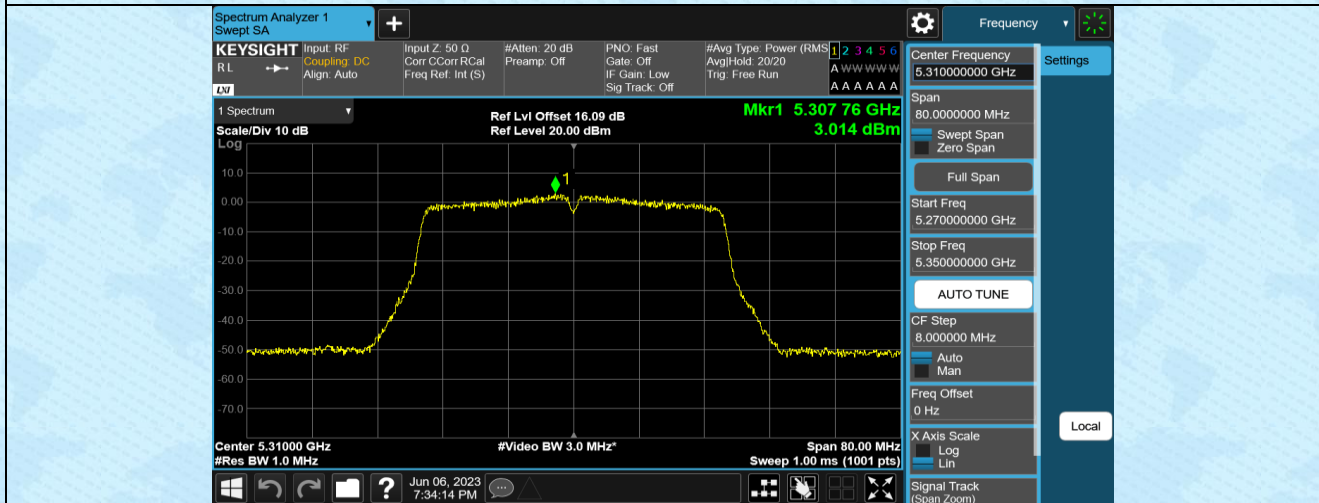 Spectrum Analyzer 1
Swept SA
Frequency
KEYSIGHT
R L
LXI
Input: RF
Coupling: DC
Align: Auto
Input Z: 50 Ω
Corr CCorr RCal
Freq Ref: Int (S)
#Atten: 20 dB
Preamp: Off
PNO: Fast
Gate: Off
IF Gain: Low
Sig Track: Off
#Avg Type: Power (RMS
Avg|Hold: 20/20
Trig: Free Run
1 2 3 4 5 6
A W W W W W
A A A A A A
1 Spectrum
Scale/Div 10 dB
Log
Ref Lvl Offset 16.09 dB
Ref Level 20.00 dBm
Mkr1 5.307 76 GHz
3.014 dBm
1
10.0
0.00
-10.0
-20.0
-30.0
-40.0
-50.0
-60.0
-70.0
Center 5.31000 GHz
#Res BW 1.0 MHz
#Video BW 3.0 MHz*
Span 80.00 MHz
Sweep 1.00 ms (1001 pts)
?
Jun 06, 2023
7:34:14 PM
Center Frequency
5.310000000 GHz
Settings
Span
80.0000000 MHz
Swept Span
Zero Span
Full Span
Start Freq
5.270000000 GHz
Stop Freq
5.350000000 GHz
AUTO TUNE
CF Step
8.000000 MHz
Auto
Man
Freq Offset
0 Hz
X Axis Scale
Log
Lin
Signal Track
(Span Zoom)
Local